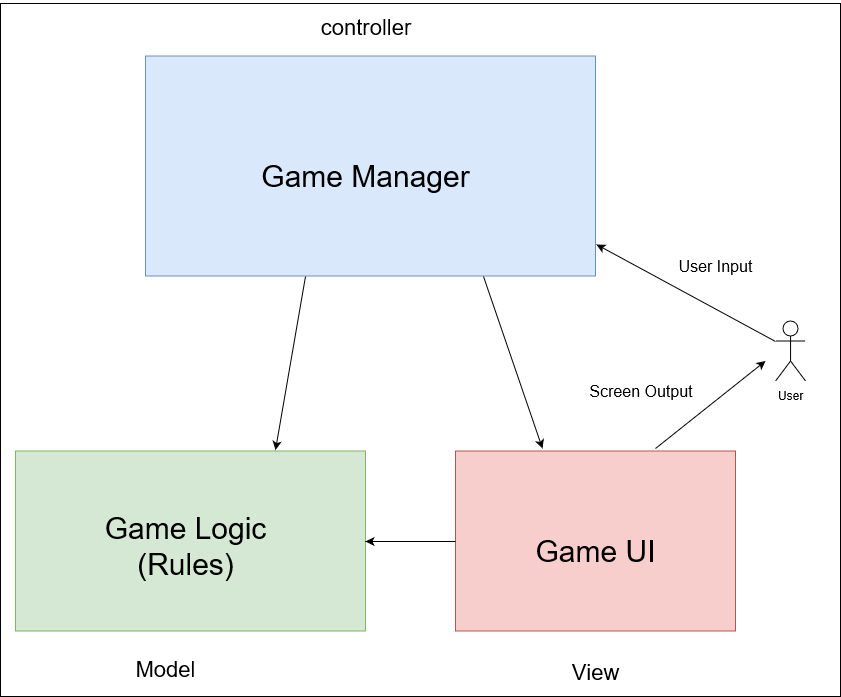 controller
Game Manager
User Input
Screen Output
User
Game Logic
(Rules)
Game UI
Model
View